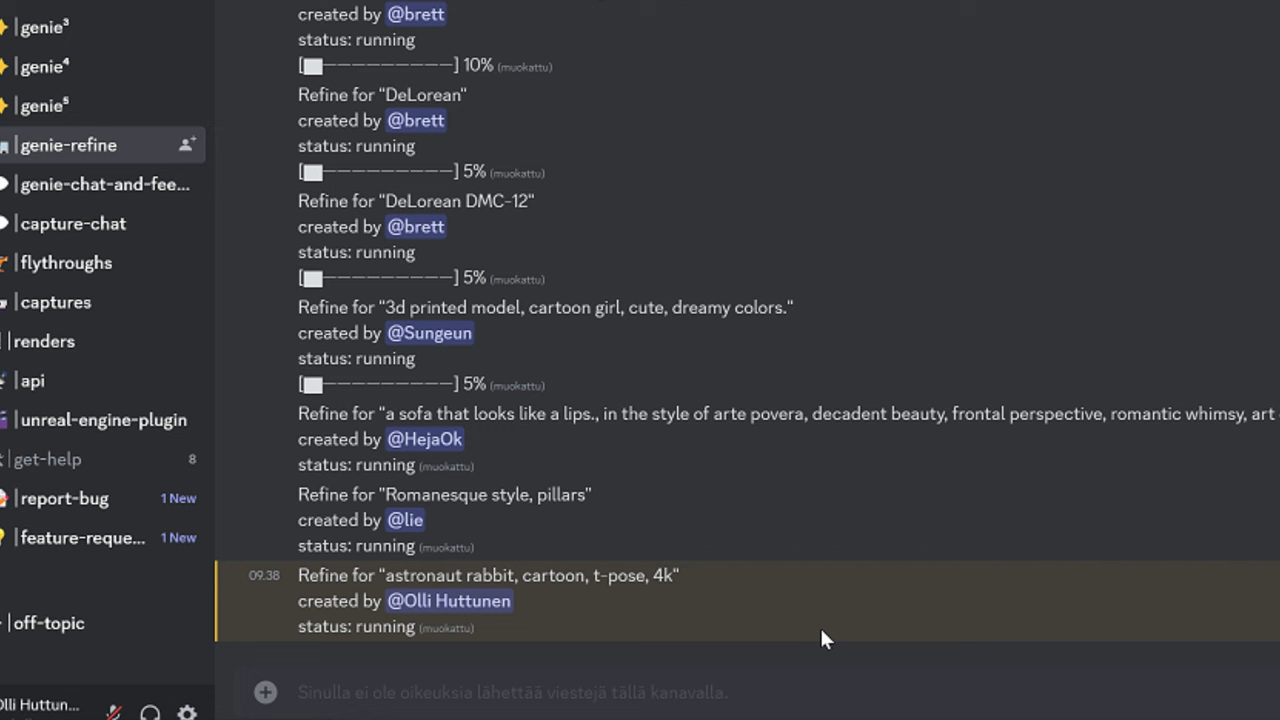 genie³
genie⁴
genie⁵
genie-refine
genie-chat-and-fee...
capture-chat
flythroughs
captures
renders
api
unreal-engine-plugin
get-help 8
report-bug 1 New
feature-reque... 1 New
off-topic
Olli Huttun...
created by @brett
status: running
[ ----------] 10% (muokattu)
Refine for "DeLorean"
created by @brett
status: running
[ ----------] 5% (muokattu)
Refine for "DeLorean DMC-12"
created by @brett
status: running
[ ----------] 5% (muokattu)
Refine for "3d printed model, cartoon girl, cute, dreamy colors."
created by @Sungeun
status: running
[ ----------] 5% (muokattu)
Refine for "a sofa that looks like a lips., in the style of arte povera, decadent beauty, frontal perspective, romantic whimsy, art
created by @HejaOk
status: running (muokattu)
Refine for "Romanesque style, pillars"
created by @lie
status: running (muokattu)
09.38 Refine for "astronaut rabbit, cartoon, t-pose, 4k"
created by @Olli Huttunen
status: running (muokattu)
Sinulla ei ole oikeuksia lähettää viestejä tällä kanavalla.